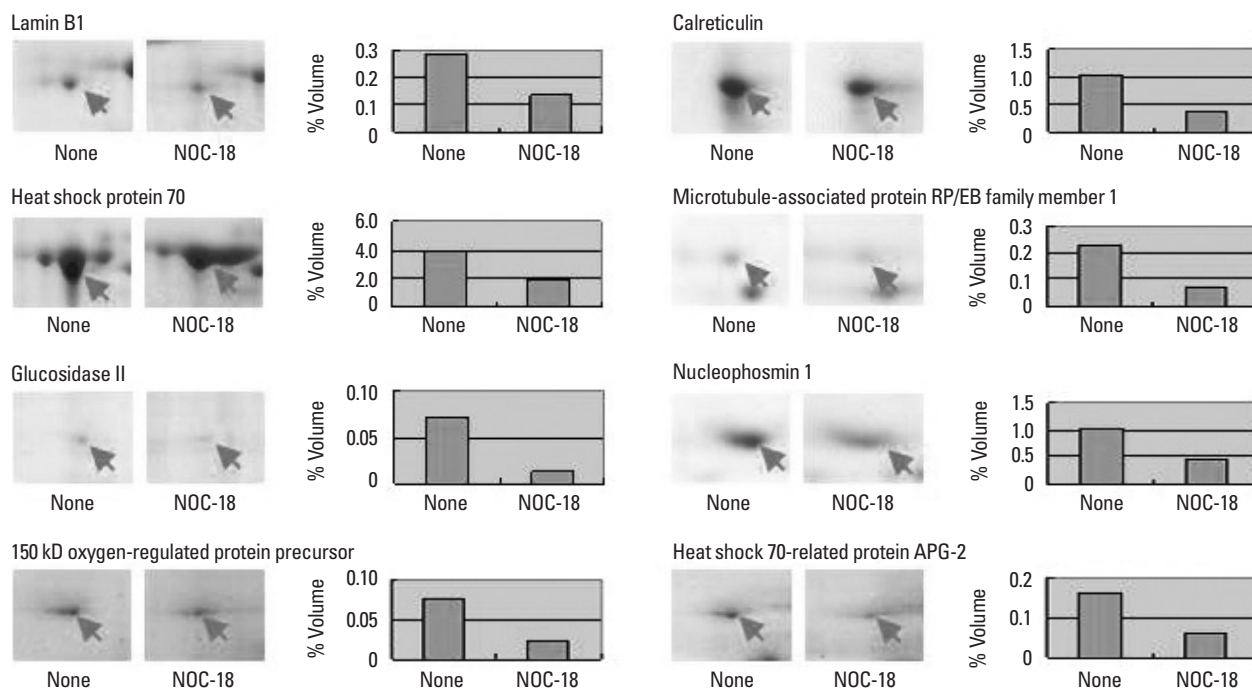 Lamin B1
None
NOC-18
% Volume
0.3
0.2
0.1
0
None
NOC-18
Calreticulin
None
NOC-18
% Volume
1.5
1.0
0.5
0
None
NOC-18
Heat shock protein 70
None
NOC-18
% Volume
6.0
4.0
2.0
0
None
NOC-18
Microtubule-associated protein RP/EB family member 1
None
NOC-18
% Volume
0.3
0.2
0.1
0
None
NOC-18
Glucosidase II
None
NOC-18
% Volume
0.10
0.05
0
None
NOC-18
Nucleophosmin 1
None
NOC-18
% Volume
1.5
1.0
0.5
0
None
NOC-18
150 kD oxygen-regulated protein precursor
None
NOC-18
% Volume
0.10
0.05
0
None
NOC-18
Heat shock 70-related protein APG-2
None
NOC-18
% Volume
0.2
0.1
0
None
NOC-18